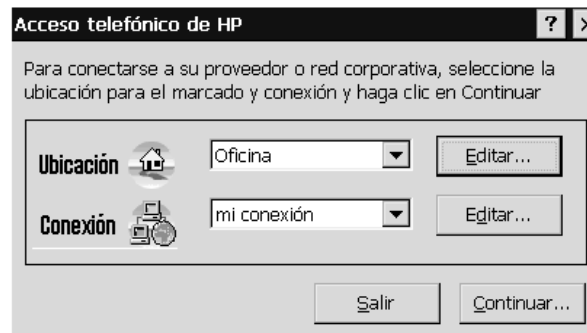 Acceso telefónico de HP ?
Para conectarse a su proveedor o red corporativa, seleccione la
ubicación para el marcado y conexión y haga clic en Continuar
Ubicación Oficina Editar...
Conexión mi conexión Editar...
Salir Continuar...